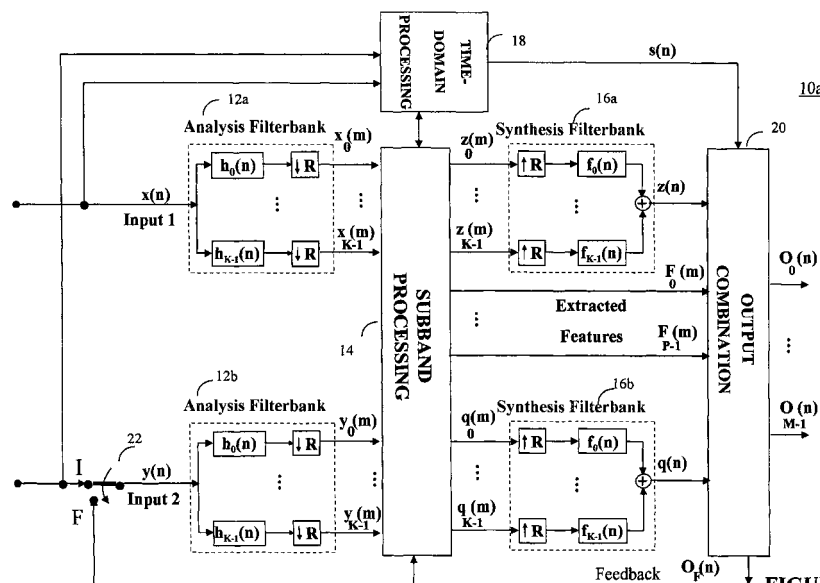 TIME-
DOMAIN
PROCESSING
18
s(n)
10a
12a
Analysis Filterbank
16a
Synthesis Filterbank
20
x(n)
Input 1
h0(n)
↓ R
x0(m)
...
hK-1(n)
↓ R
xK-1(m)
z0(m)
↑ R
f0(n)
z(n)
...
zK-1(m)
↑ R
fK-1(n)
SUBBAND
PROCESSING
14
F0(m)
Extracted
...
Features
FP-1(m)
OUTPUT
COMBINATION
O0(n)
...
OM-1(n)
12b
Analysis Filterbank
16b
Synthesis Filterbank
22
I
F
y(n)
Input 2
h0(n)
↓ R
y0(m)
...
hK-1(n)
↓ R
yK-1(m)
q0(m)
↑ R
f0(n)
q(n)
...
qK-1(m)
↑ R
fK-1(n)
Feedback
OF(n)